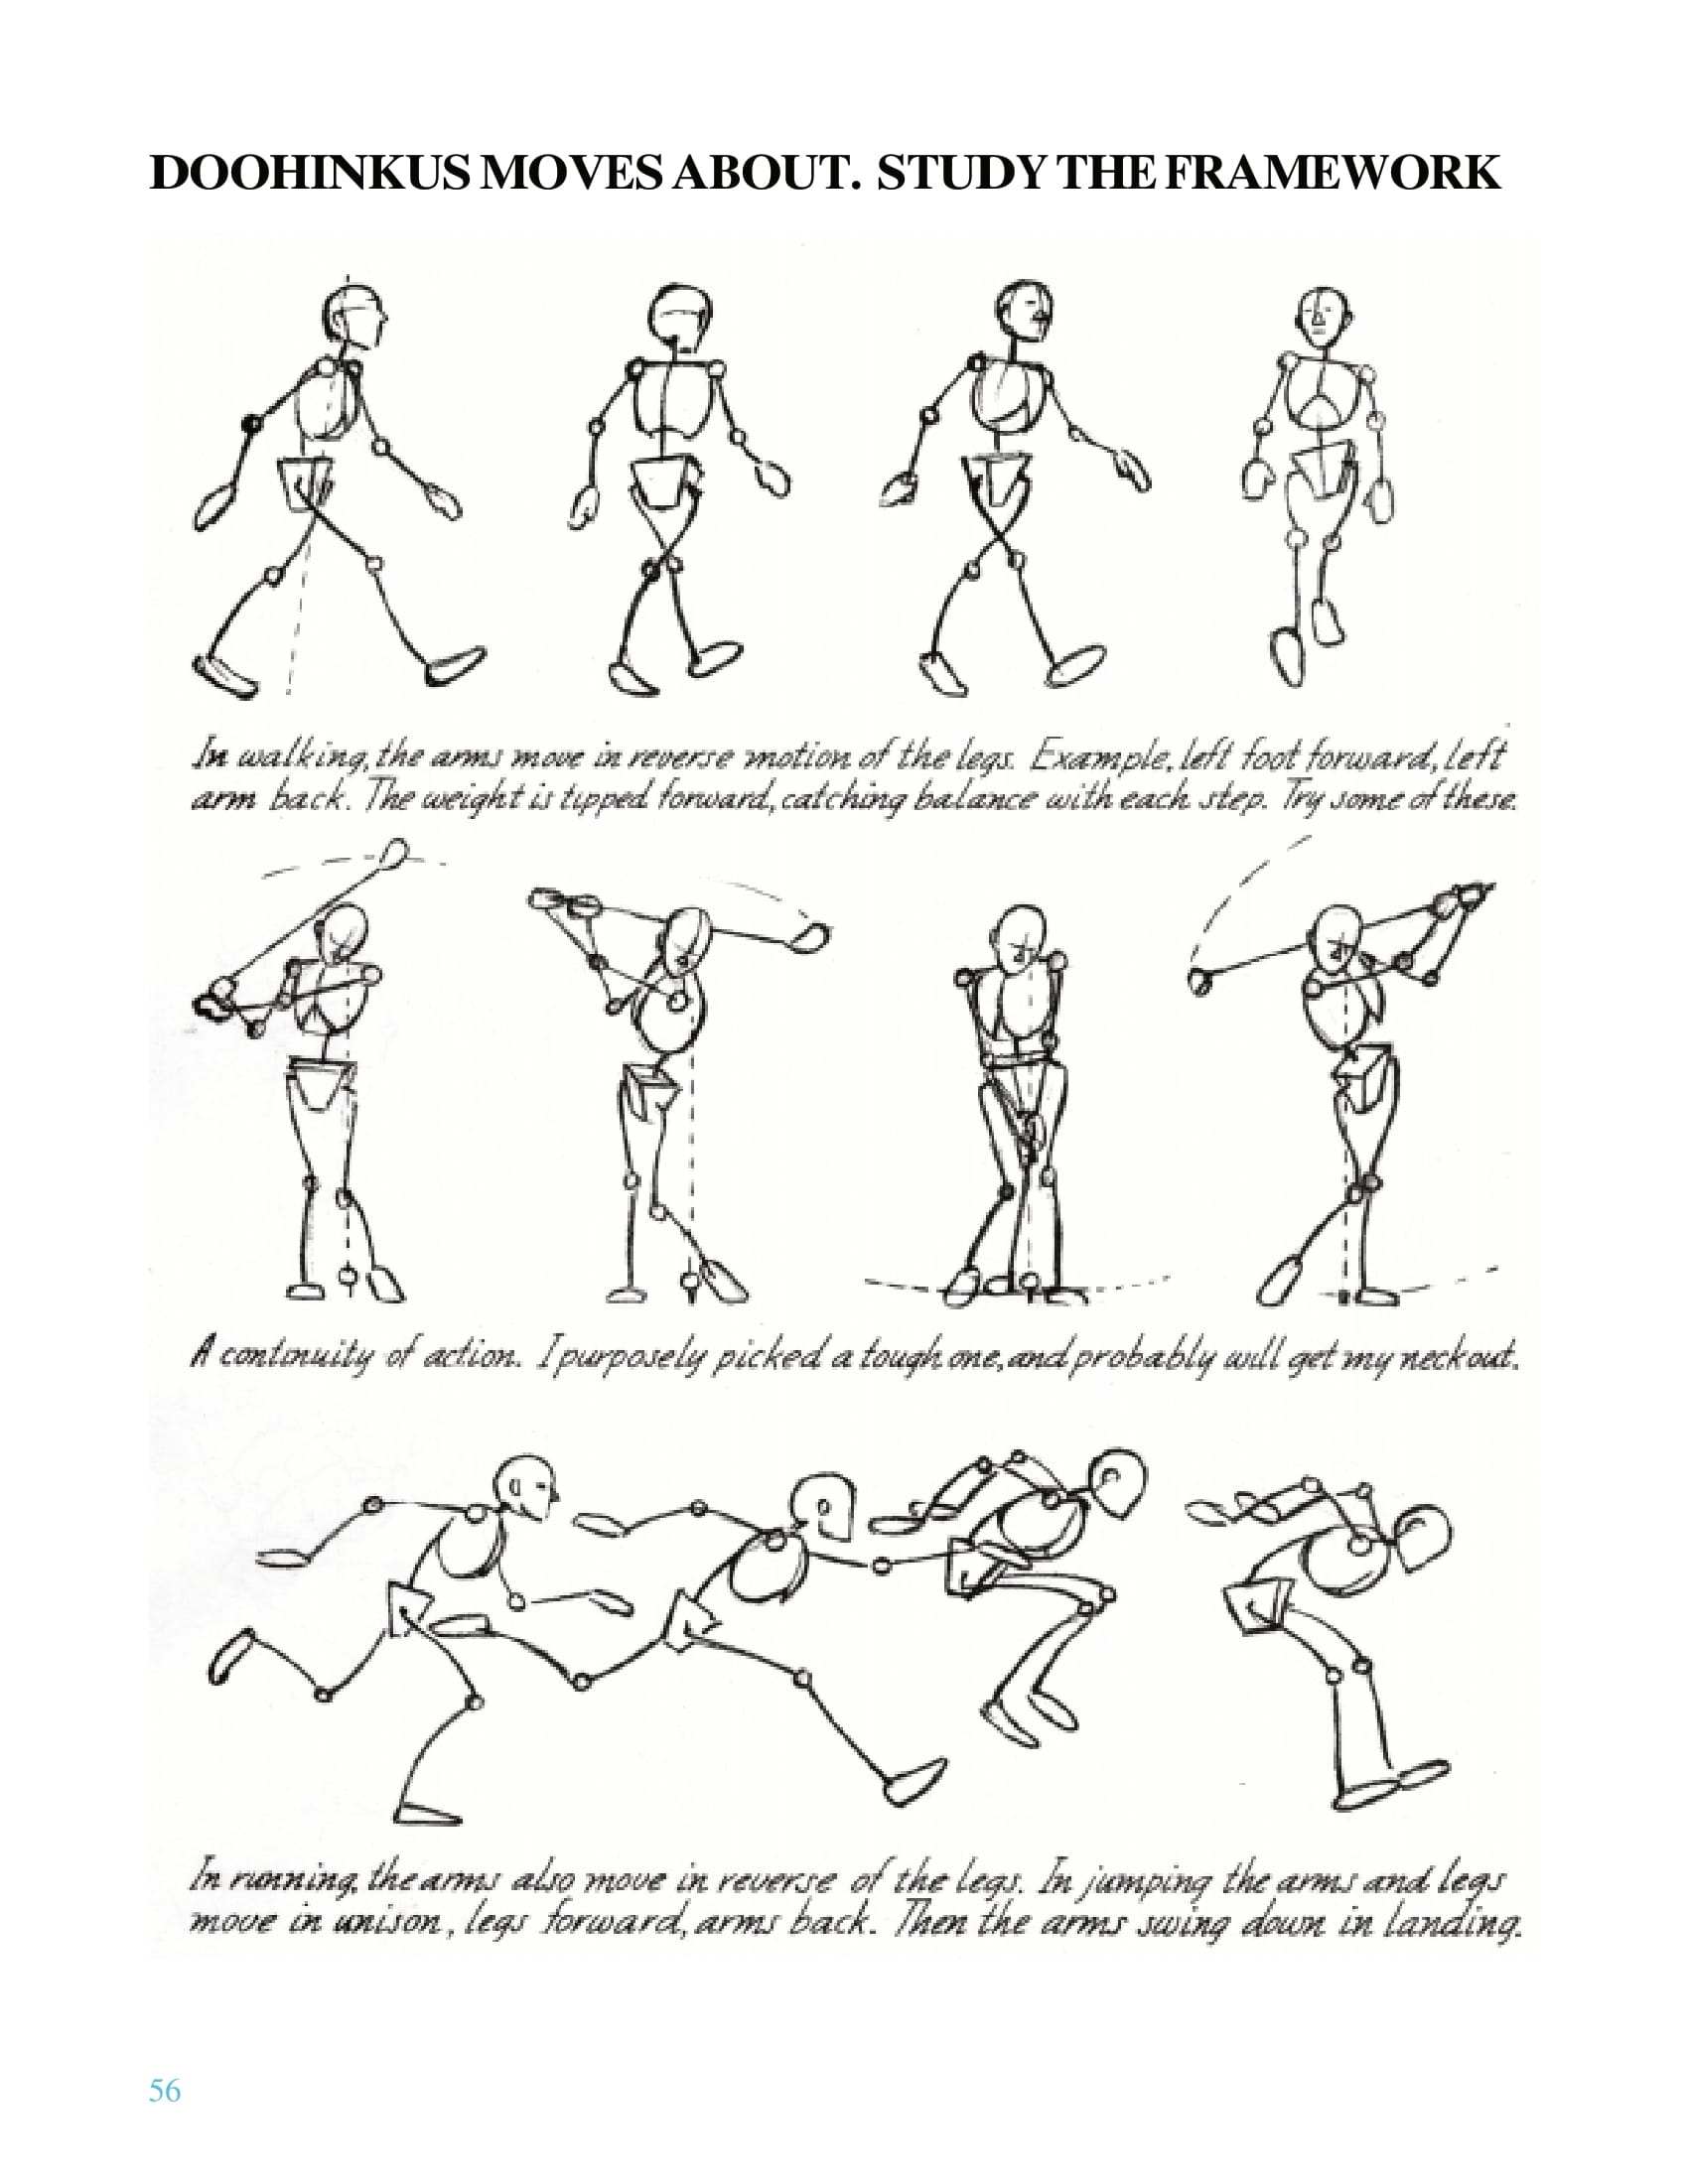 DOOHINKUS MOVES ABOUT. STUDY THE FRAMEWORK
In walking, the arms move in reverse motion of the legs. Example, left foot forward, left
arm back. The weight is tipped forward, catching balance with each step. Try some of these.
A continuity of action. I purposely picked a tough one, and probably will get my neck out.
In running, the arms also move in reverse of the legs. In jumping the arms and legs
move in unison, legs forward, arms back. Then the arms swing down in landing.
56